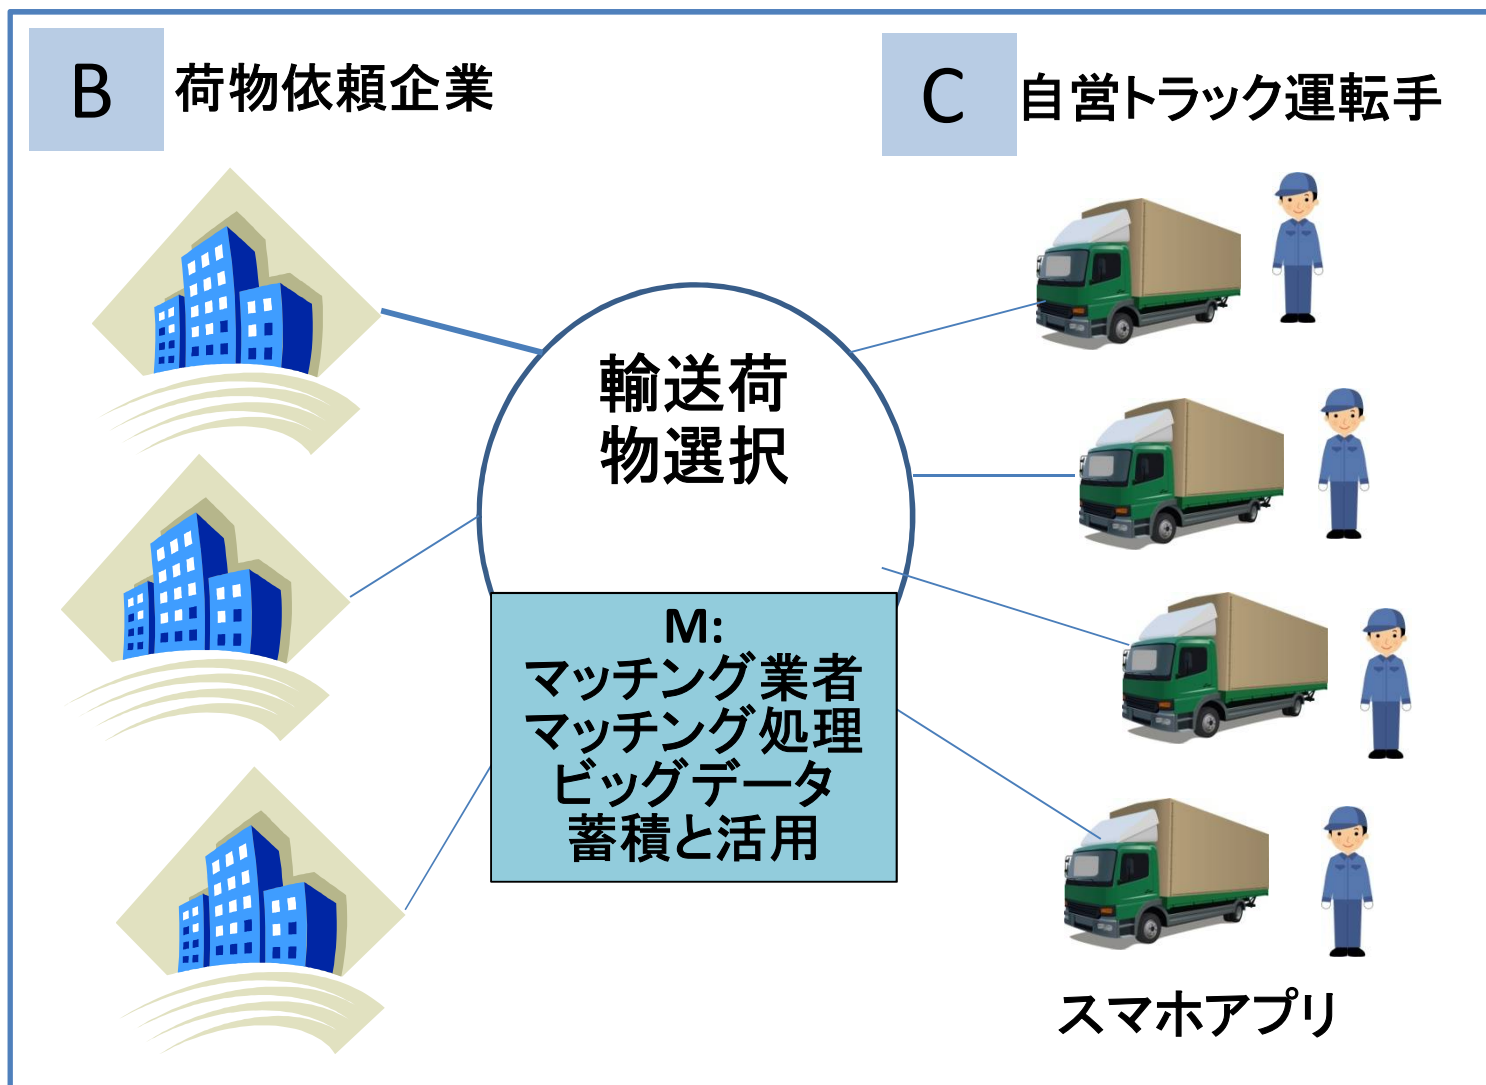 B
荷物依頼企業
C
自営トラック運転手
輸送荷
物選択
M:
マッチング業者
マッチング処理
ビッグデータ
蓄積と活用
スマホアプリ